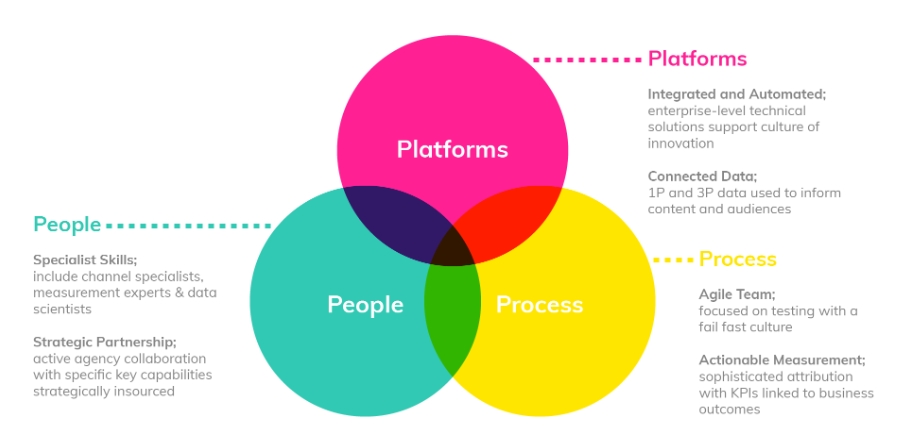 Platforms
Integrated and Automated;
enterprise-level technical
solutions support culture of
innovation
Connected Data;
1P and 3P data used to inform
content and audiences
Platforms
People
Specialist Skills;
include channel specialists,
measurement experts & data
scientists
Strategic Partnership;
active agency collaboration
with specific key capabilities
strategically insourced
People
Process
Process
Agile Team;
focused on testing with a
fail fast culture
Actionable Measurement;
sophisticated attribution
with KPIs linked to business
outcomes